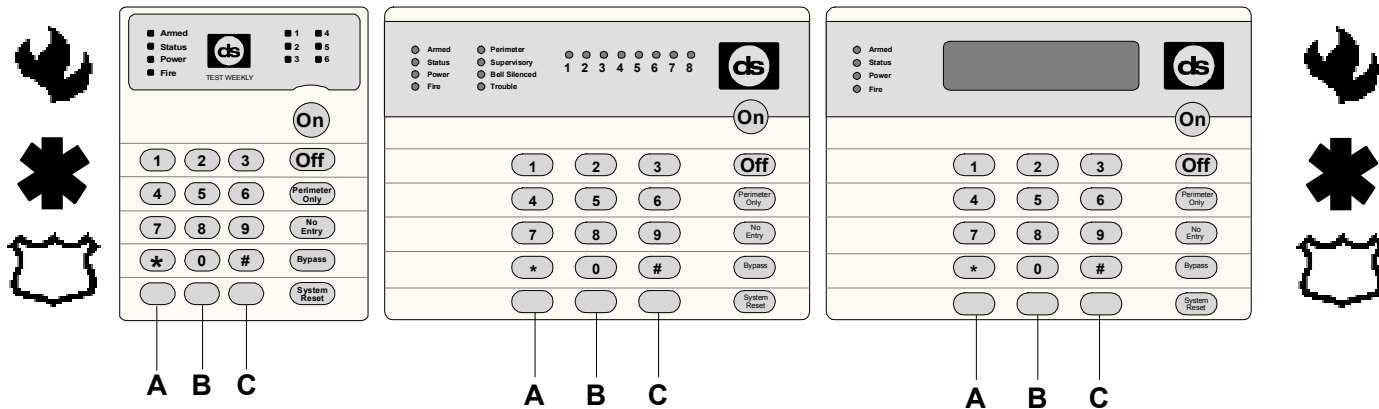 Armed
Status
Power
Fire
ds
TEST WEEKLY
1 4
2 5
3 6
On
1 2 3 Off
4 5 6 Perimeter Only
7 8 9 No Entry
* 0 # Bypass
System Reset
A B C
Armed Perimeter
Status Supervisory
Power Bell Silenced
Fire Trouble
1 2 3 4 5 6 7 8
ds
On
1 2 3 Off
4 5 6 Perimeter Only
7 8 9 No Entry
* 0 # Bypass
System Reset
A B C
Armed
Status
Power
Fire
ds
On
1 2 3 Off
4 5 6 Perimeter Only
7 8 9 No Entry
* 0 # Bypass
System Reset
A B C